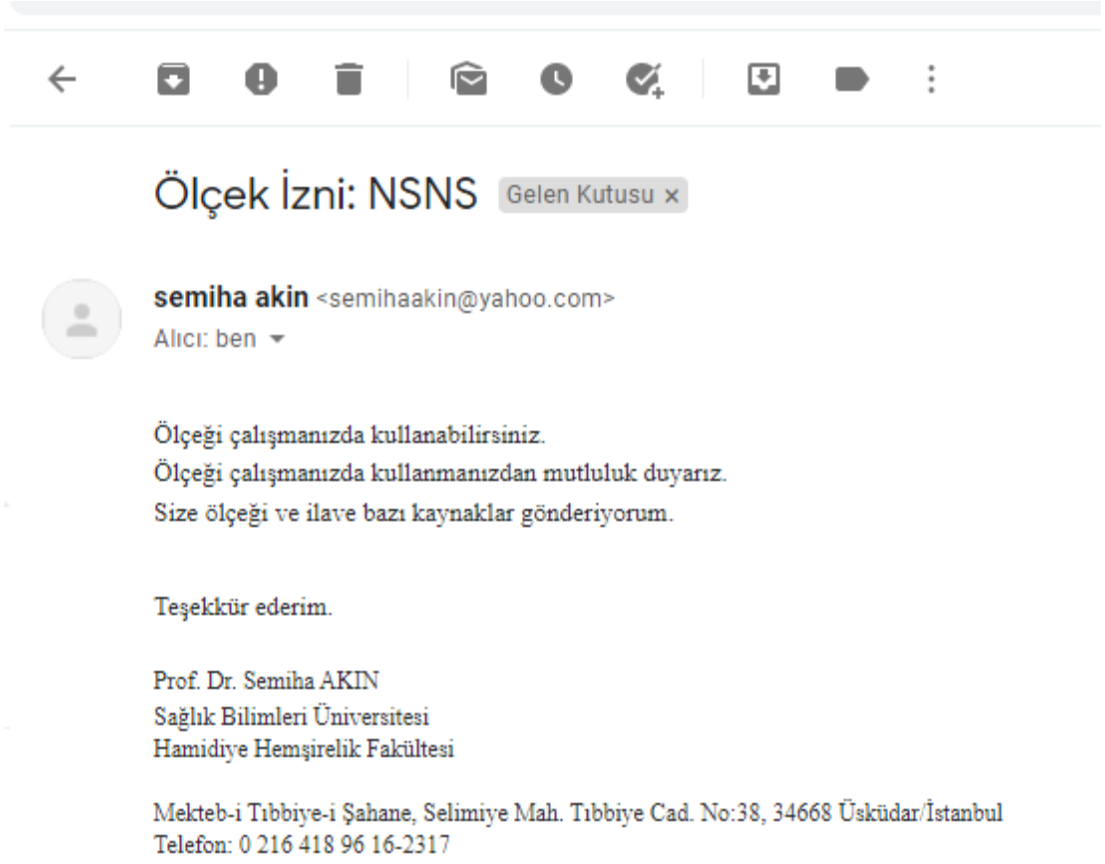 Ölçek İzni: NSNS Gelen Kutusu x
semiha akin <semihaakin@yahoo.com>
Alıcı: ben
Ölçeği çalışmanızda kullanabilirsiniz.
Ölçeği çalışmanızda kullanmanızdan mutluluk duyarız.
Size ölçeği ve ilave bazı kaynaklar gönderiyorum.
Teşekkür ederim.
Prof. Dr. Semiha AKIN
Sağlık Bilimleri Üniversitesi
Hamidiye Hemşirelik Fakültesi
Mekteb-i Tıbbiye-i Şahane, Selimiye Mah. Tıbbiye Cad. No:38, 34668 Üsküdar/İstanbul
Telefon: 0 216 418 96 16-2317